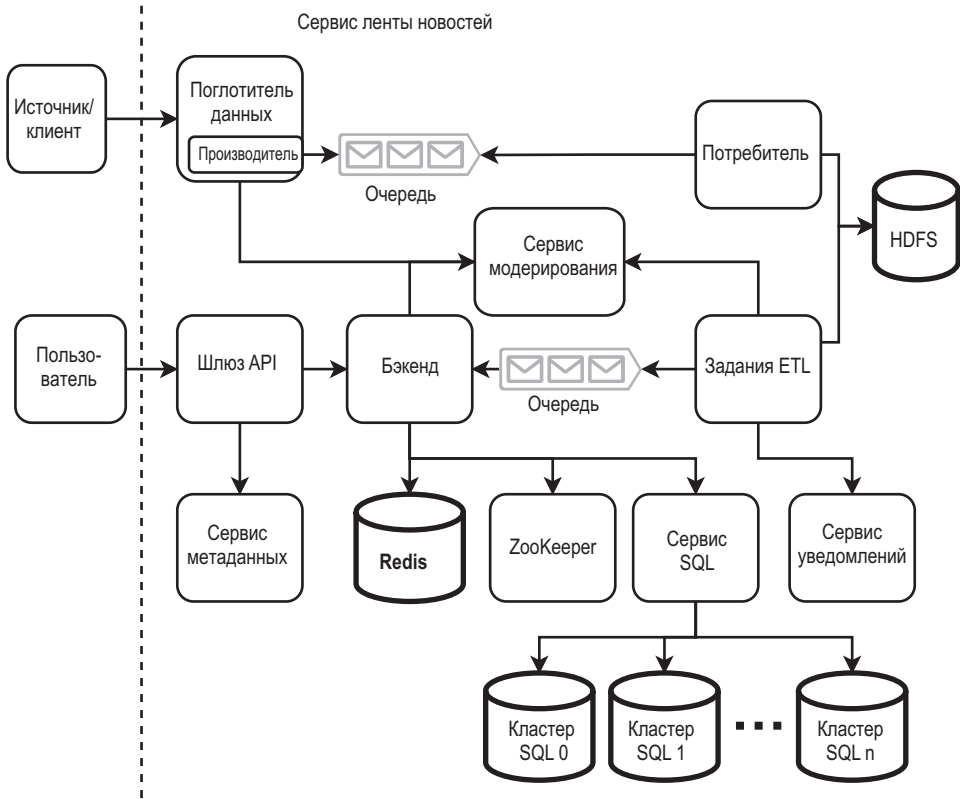 Сервис ленты новостей
Источник/
клиент
Поглотитель
данных
Производитель
Очередь
Потребитель
HDFS
Сервис
модерирования
Пользо-
ватель
Шлюз API
Бэкенд
Очередь
Задания ETL
Сервис
метаданных
Redis
ZooKeeper
Сервис
SQL
Сервис
уведомлений
Кластер
SQL 0
Кластер
SQL 1
Кластер
SQL n